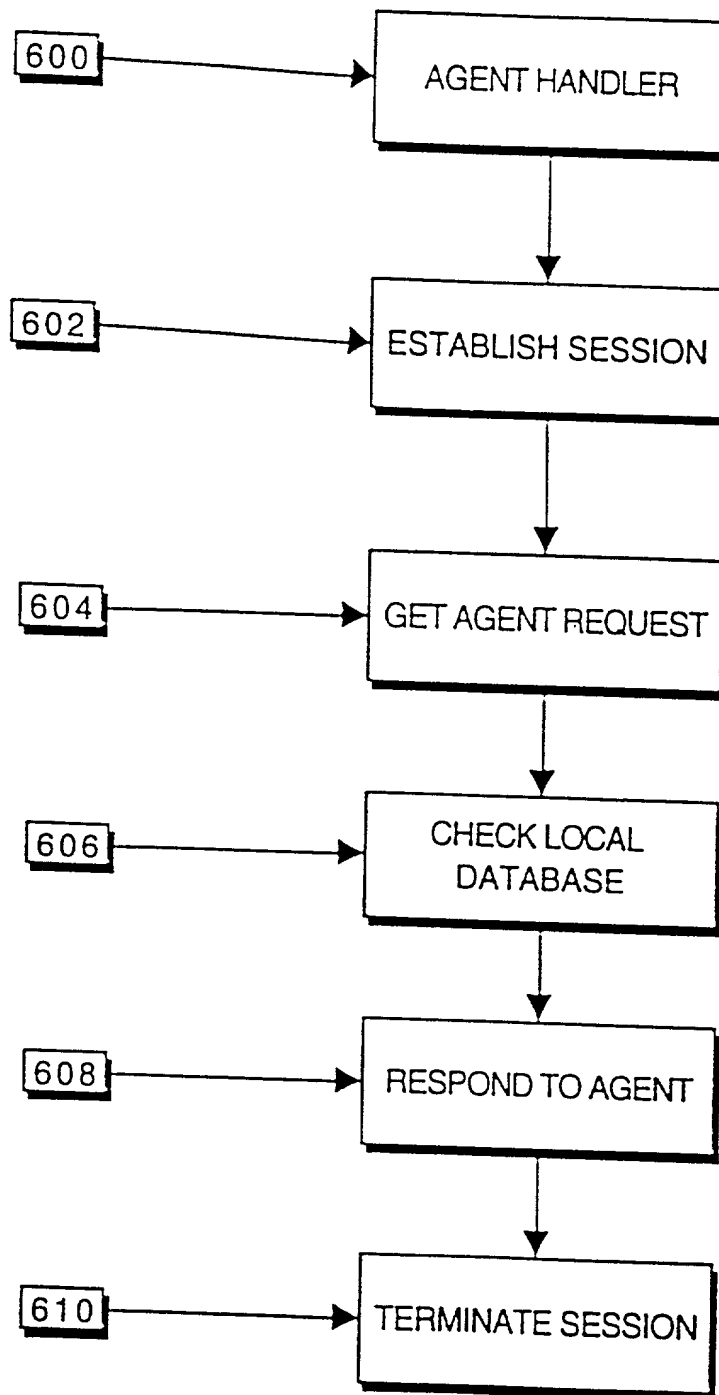 600
AGENT HANDLER
602
ESTABLISH SESSION
604
GET AGENT REQUEST
606
CHECK LOCAL
DATABASE
608
RESPOND TO AGENT
610
TERMINATE SESSION